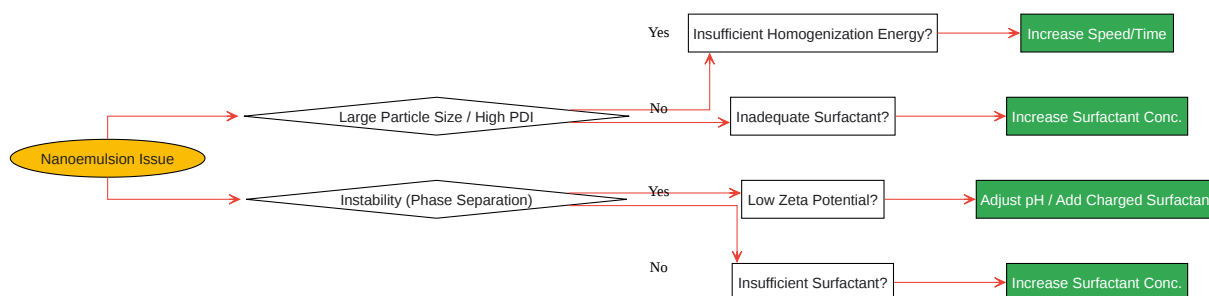 Yes
Insufficient Homogenization Energy?
Increase Speed/Time
Large Particle Size / High PDI
No
Inadequate Surfactant?
Increase Surfactant Conc.
Nanoemulsion Issue
Instability (Phase Separation)
Yes
Low Zeta Potential?
Adjust pH / Add Charged Surfactan
No
Insufficient Surfactant?
Increase Surfactant Conc.